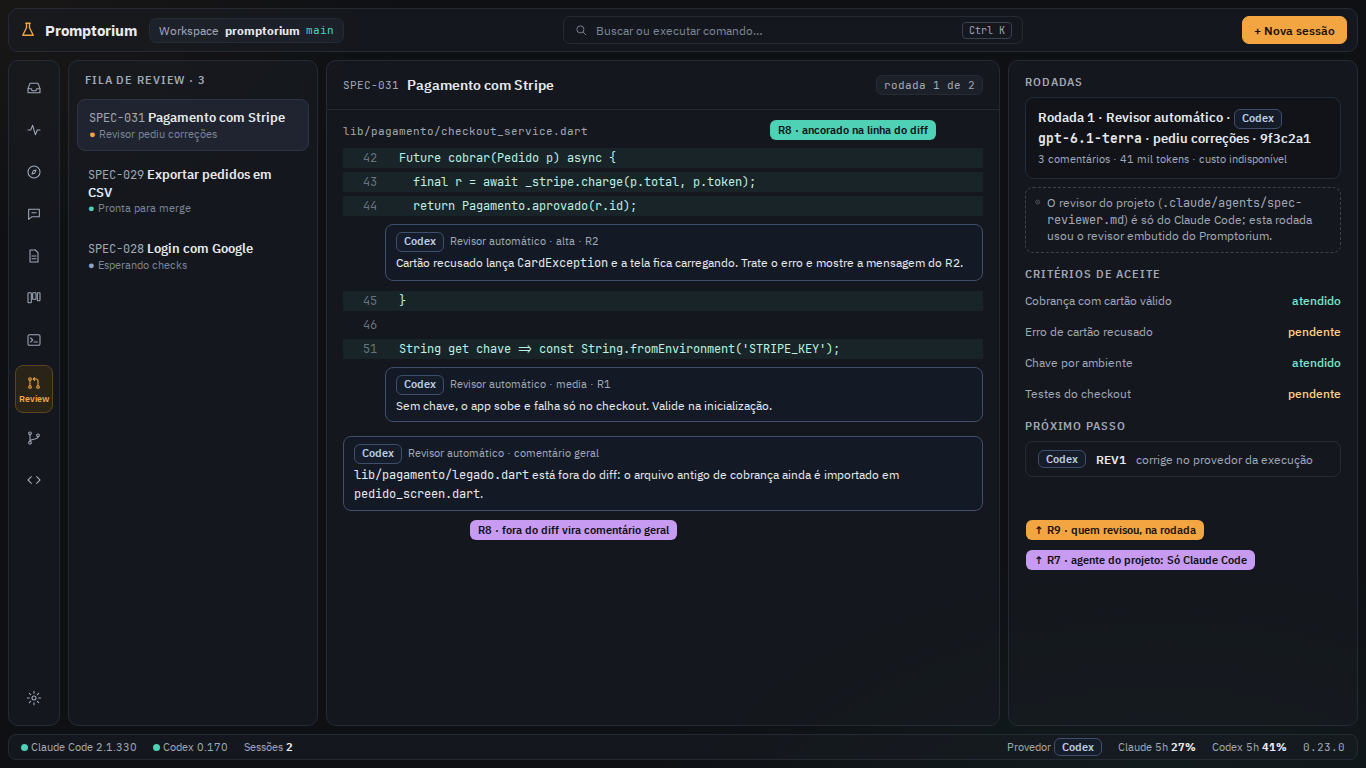 Promptorium
Workspace promptorium main
Buscar ou executar comando...
Ctrl K
+ Nova sessão
Review
FILA DE REVIEW · 3
SPEC-031 Pagamento com Stripe
Revisor pediu correções
SPEC-029 Exportar pedidos em
CSV
Pronta para merge
SPEC-028 Login com Google
Esperando checks
SPEC-031 Pagamento com Stripe
rodada 1 de 2
lib/pagamento/checkout_service.dart
R8 · ancorado na linha do diff
42 Future cobrar(Pedido p) async {
43 final r = await _stripe.charge(p.total, p.token);
44 return Pagamento.aprovado(r.id);
Codex Revisor automático · alta · R2
Cartão recusado lança CardException e a tela fica carregando. Trate o erro e mostre a mensagem do R2.
45 }
46
51 String get chave => const String.fromEnvironment('STRIPE_KEY');
Codex Revisor automático · media · R1
Sem chave, o app sobe e falha só no checkout. Valide na inicialização.
Codex Revisor automático · comentário geral
lib/pagamento/legado.dart está fora do diff: o arquivo antigo de cobrança ainda é importado em
pedido_screen.dart.
R8 · fora do diff vira comentário geral
RODADAS
Rodada 1 · Revisor automático · Codex
gpt-6.1-terra · pediu correções · 9f3c2a1
3 comentários · 41 mil tokens · custo indisponível
O revisor do projeto (.claude/agents/spec-
reviewer.md) é só do Claude Code; esta rodada
usou o revisor embutido do Promptorium.
CRITÉRIOS DE ACEITE
Cobrança com cartão válido atendido
Erro de cartão recusado pendente
Chave por ambiente atendido
Testes do checkout pendente
PRÓXIMO PASSO
Codex REV1 corrige no provedor da execução
↑ R9 · quem revisou, na rodada
↑ R7 · agente do projeto: Só Claude Code
Claude Code 2.1.330
Codex 0.170
Sessões 2
Provedor Codex
Claude 5h 27%
Codex 5h 41%
0.23.0